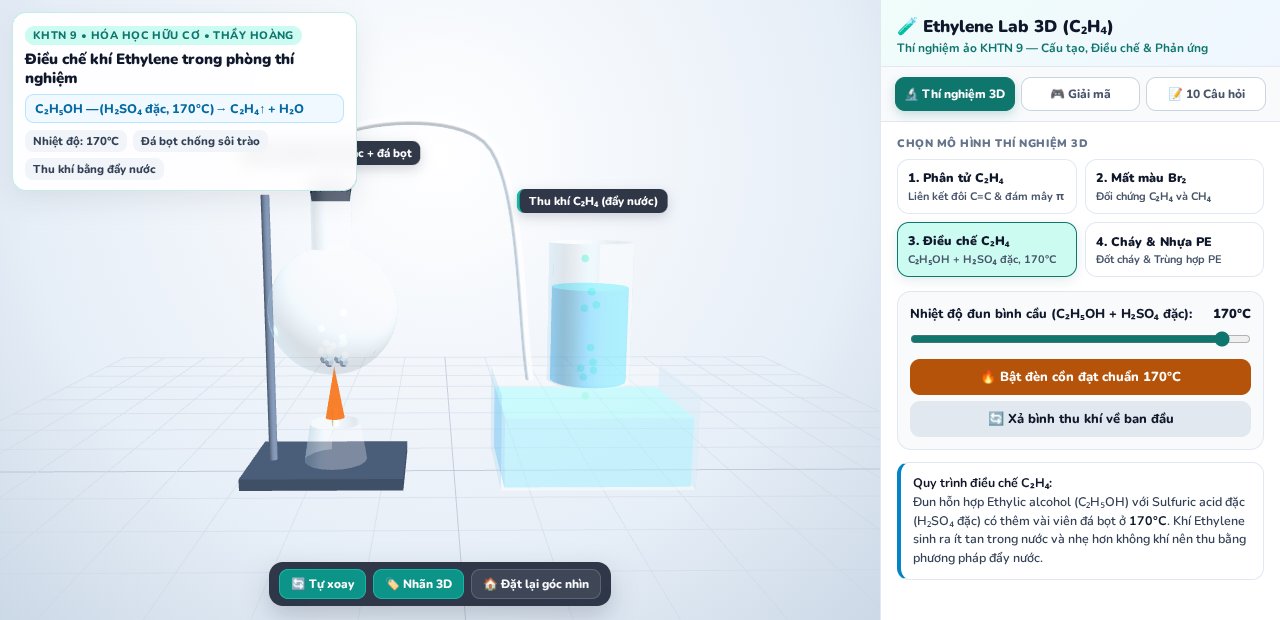 KHTN 9 • HÓA HỌC HỮU CƠ • THẦY HOÀNG
Điều chế khí Ethylene trong phòng thí
nghiệm
C₂H₅OH —(H₂SO₄ đặc, 170°C)→ C₂H₄↑ + H₂O
Nhiệt độ: 170°C
Đá bọt chống sôi trào
Thu khí bằng đẩy nước
+ đá bọt
Thu khí C₂H₄ (đẩy nước)
🔄 Tự xoay
🏷️ Nhãn 3D
🏠 Đặt lại góc nhìn
🧪 Ethylene Lab 3D (C₂H₄)
Thí nghiệm ảo KHTN 9 — Cấu tạo, Điều chế & Phản ứng
🔬 Thí nghiệm 3D
🎮 Giải mã
📝 10 Câu hỏi
CHỌN MÔ HÌNH THÍ NGHIỆM 3D
1. Phân tử C₂H₄
Liên kết đôi C=C & đám mây π
2. Mất màu Br₂
Đối chứng C₂H₄ và CH₄
3. Điều chế C₂H₄
C₂H₅OH + H₂SO₄ đặc, 170°C
4. Cháy & Nhựa PE
Đốt cháy & Trùng hợp PE
Nhiệt độ đun bình cầu (C₂H₅OH + H₂SO₄ đặc): 170°C
🔥 Bật đèn cồn đạt chuẩn 170°C
🔄 Xả bình thu khí về ban đầu
Quy trình điều chế C₂H₄:
Đun hỗn hợp Ethylic alcohol (C₂H₅OH) với Sulfuric acid đặc
(H₂SO₄ đặc) có thêm vài viên đá bọt ở 170°C. Khí Ethylene
sinh ra ít tan trong nước và nhẹ hơn không khí nên thu bằng
phương pháp đẩy nước.